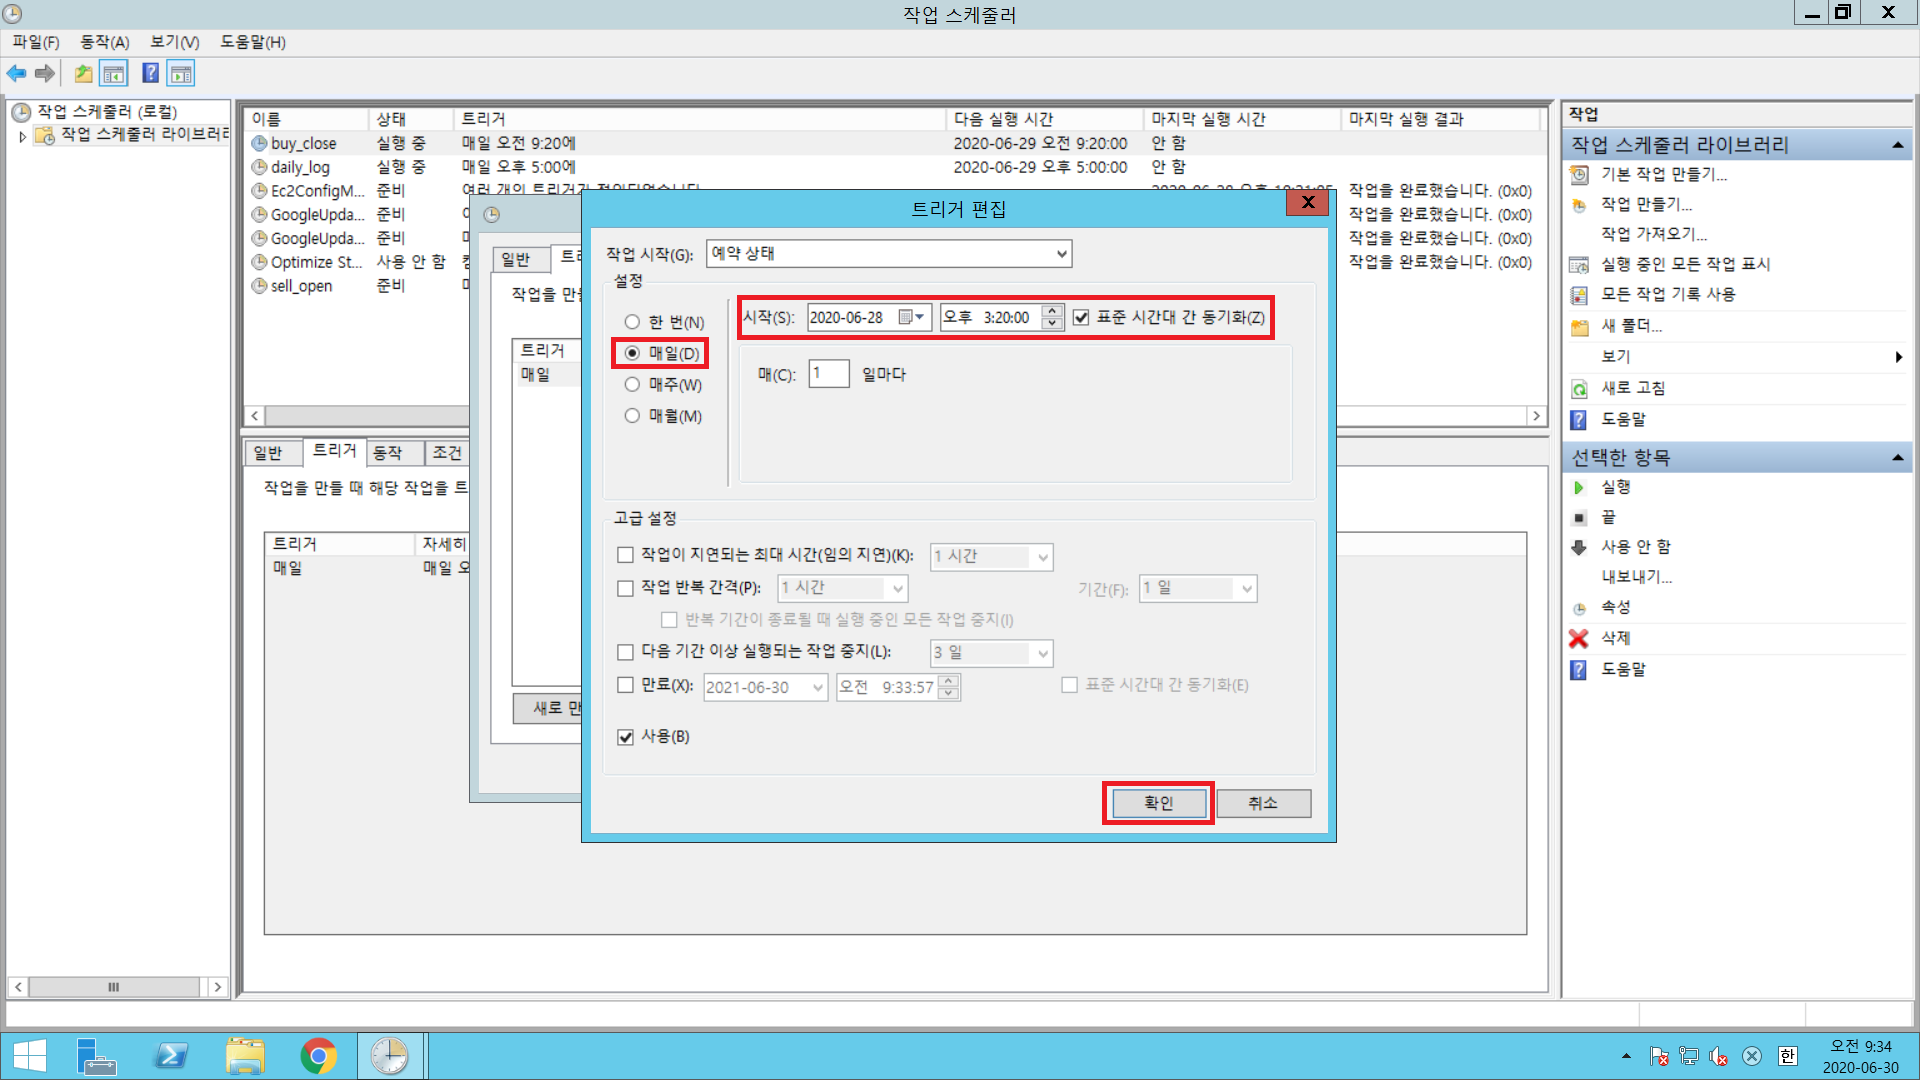 작업 스케줄러
파일(F) 동작(A) 보기(V) 도움말(H)
작업 스케줄러 (로컬)
작업 스케줄러 라이브러리
이름 상태 트리거 다음 실행 시간 마지막 실행 시간 마지막 실행 결과
buy_close 실행 중 매일 오전 9:20에 2020-06-29 오전 9:20:00 안 함
daily_log 실행 중 매일 오후 5:00에 2020-06-29 오후 5:00:00 안 함
Ec2ConfigM... 준비 여러 개의 트리거가 정의되었습니다. 작업을 완료했습니다. (0x0)
GoogleUpda... 준비 작업을 완료했습니다. (0x0)
GoogleUpda... 준비 작업을 완료했습니다. (0x0)
Optimize St... 사용 안 함 작업을 완료했습니다. (0x0)
sell_open 준비
일반 트리거 동작 조건
작업을 만들 때 해당 작업을 트
트리거 자세히
매일 매일 오
일반
작업을 만
트리거
매일
새로 만
트리거 편집
X
작업 시작(G): 예약 상태
설정
한 번(N)
매일(D)
매주(W)
매월(M)
시작(S): 2020-06-28 오후 3:20:00 표준 시간대 간 동기화(Z)
매(C): 1 일마다
고급 설정
작업이 지연되는 최대 시간(임의 지연)(K): 1 시간
작업 반복 간격(P): 1 시간 기간(F): 1 일
반복 기간이 종료될 때 실행 중인 모든 작업 중지(I)
다음 기간 이상 실행되는 작업 중지(L): 3 일
만료(X): 2021-06-30 오전 9:33:57 표준 시간대 간 동기화(E)
사용(B)
확인 취소
작업
작업 스케줄러 라이브러리
기본 작업 만들기...
작업 만들기...
작업 가져오기...
실행 중인 모든 작업 표시
모든 작업 기록 사용
새 폴더...
보기
새로 고침
도움말
선택한 항목
실행
끝
사용 안 함
내보내기...
속성
삭제
도움말
한
오전 9:34
2020-06-30